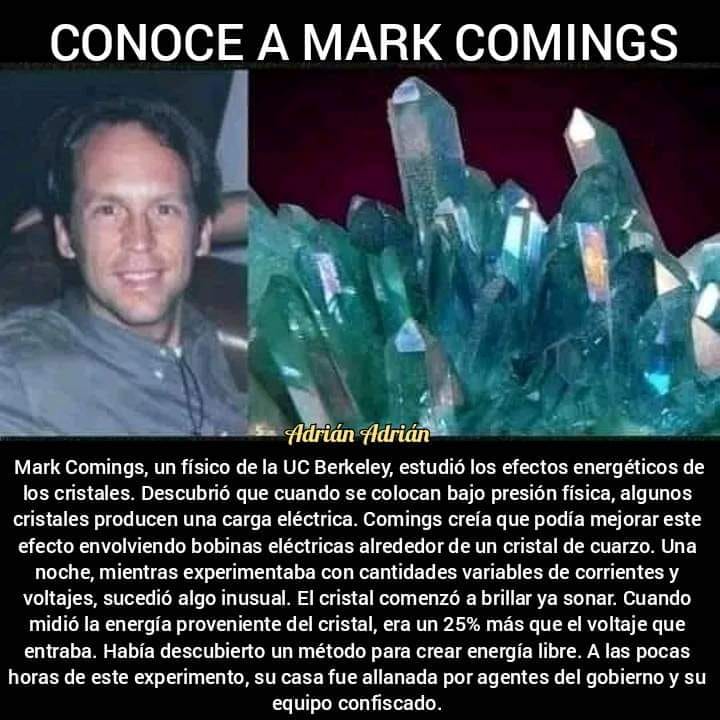 CONOCE A MARK COMINGS
Adrián Adrián
Mark Comings, un físico de la UC Berkeley, estudió los efectos energéticos de
los cristales. Descubrió que cuando se colocan bajo presión física, algunos
cristales producen una carga eléctrica. Comings creía que podía mejorar este
efecto envolviendo bobinas eléctricas alrededor de un cristal de cuarzo. Una
noche, mientras experimentaba con cantidades variables de corrientes y
voltajes, sucedió algo inusual. El cristal comenzó a brillar ya sonar. Cuando
midió la energía proveniente del cristal, era un 25% más que el voltaje que
entraba. Había descubierto un método para crear energía libre. A las pocas
horas de este experimento, su casa fue allanada por agentes del gobierno y su
equipo confiscado.